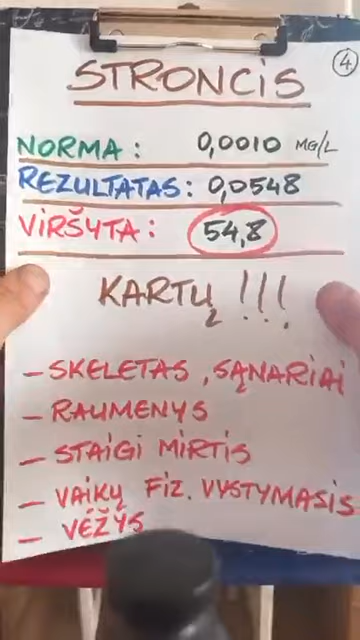 4
STRONCIS
NORMA: 0,0010 MG/L
REZULTATAS: 0,0548
VIRŠYTA: 54,8
KARTŲ!!!
- SKELETAS, SĄNARIAI
- RAUMENYS
- STAIGI MIRTIS
- VAIKŲ FIZ. VYSTYMASIS
- VĖŽYS